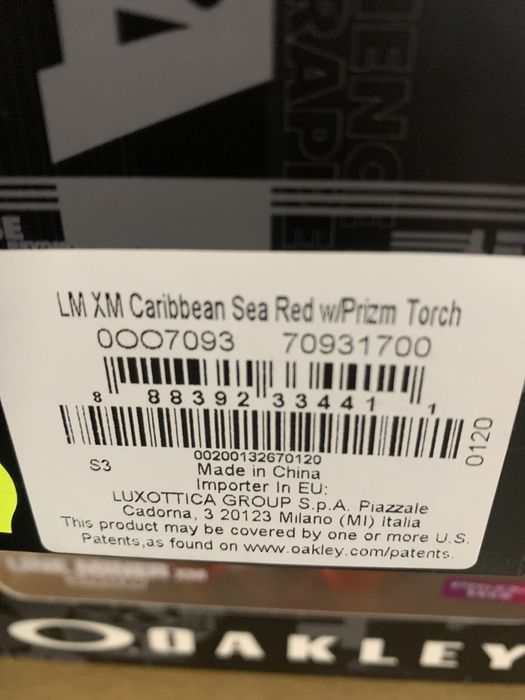 LM XM Caribbean Sea Red w/Prizm Torch
0OO7093 70931700
8 88392 33441 1
0120
00200132670120
S3
Made in China
Importer In EU:
LUXOTTICA GROUP S.p.A. Piazzale
Cadorna, 3 20123 Milano (MI) Italia
This product may be covered by one or more U.S.
Patents,as found on www.oakley.com/patents.
OAKLEY